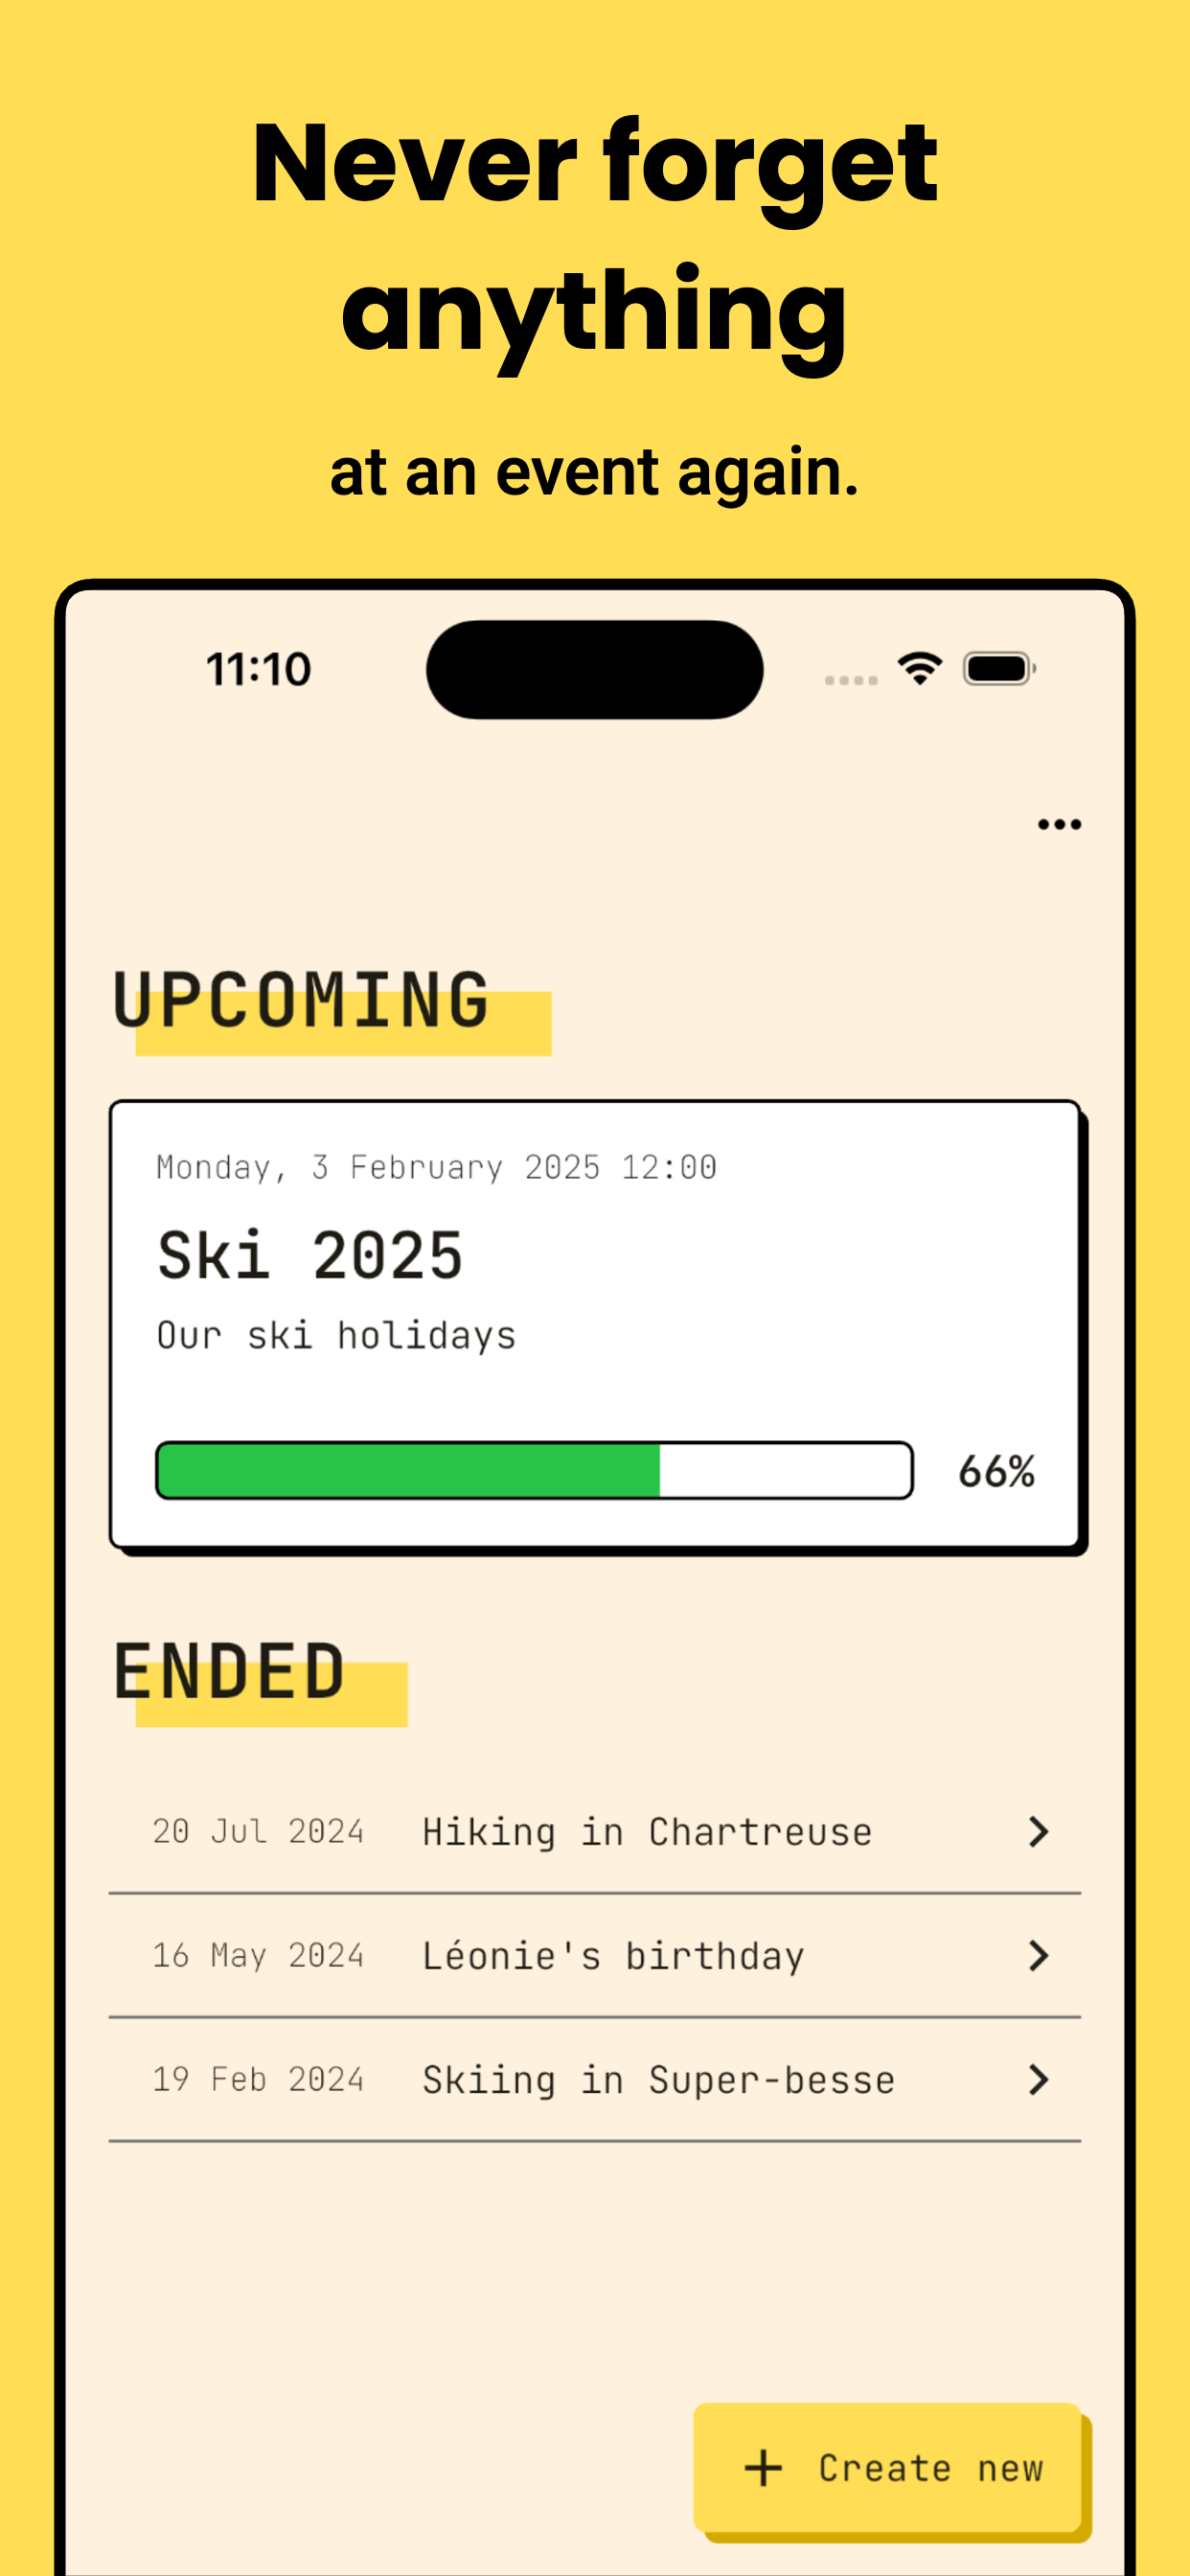 Never forget
anything
at an event again.
11:10
UPCOMING
Monday, 3 February 2025 12:00
Ski 2025
Our ski holidays
66%
ENDED
20 Jul 2024 Hiking in Chartreuse
16 May 2024 Léonie's birthday
19 Feb 2024 Skiing in Super-besse
+ Create new